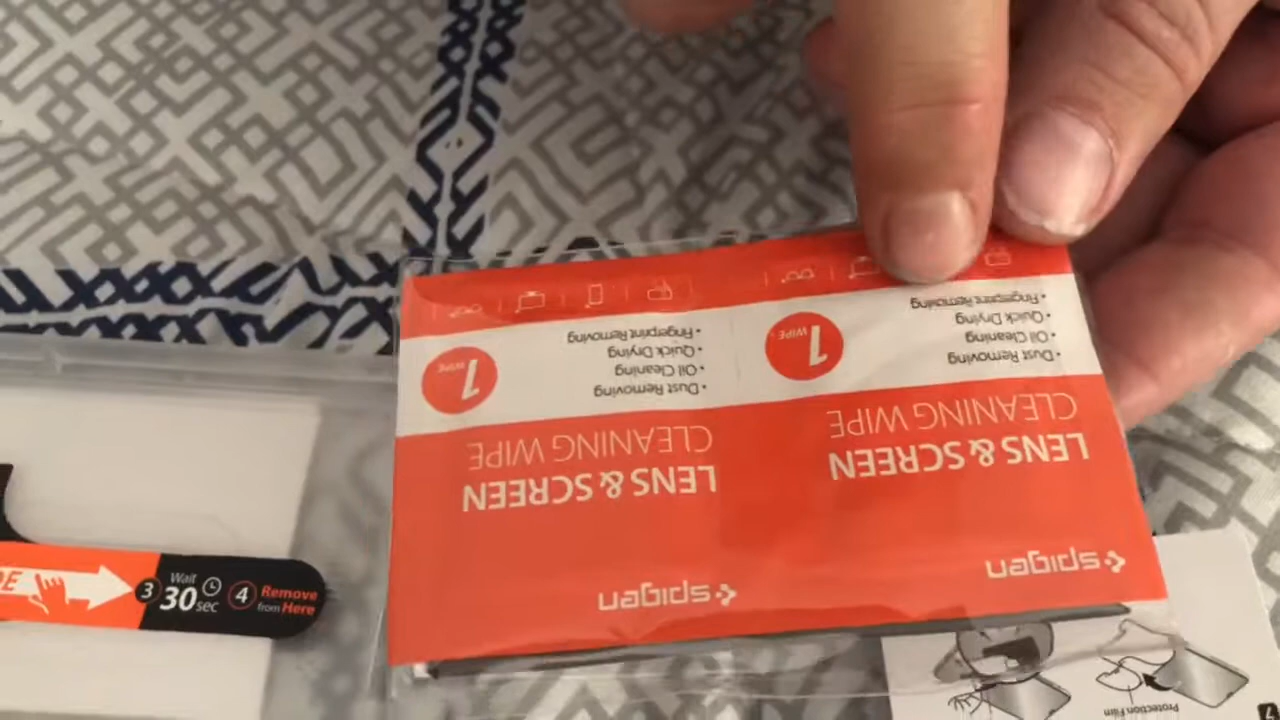 spigen
LENS & SCREEN
CLEANING WIPE
• Dust Removing
• Oil Cleaning
• Quick Drying
• Fingerprint Removing
1
WIPE
spigen
LENS & SCREEN
CLEANING WIPE
• Dust Removing
• Oil Cleaning
• Quick Drying
• Fingerprint Removing
1
WIPE
3 Wait 30 sec
4 Remove from Here
Protection Film